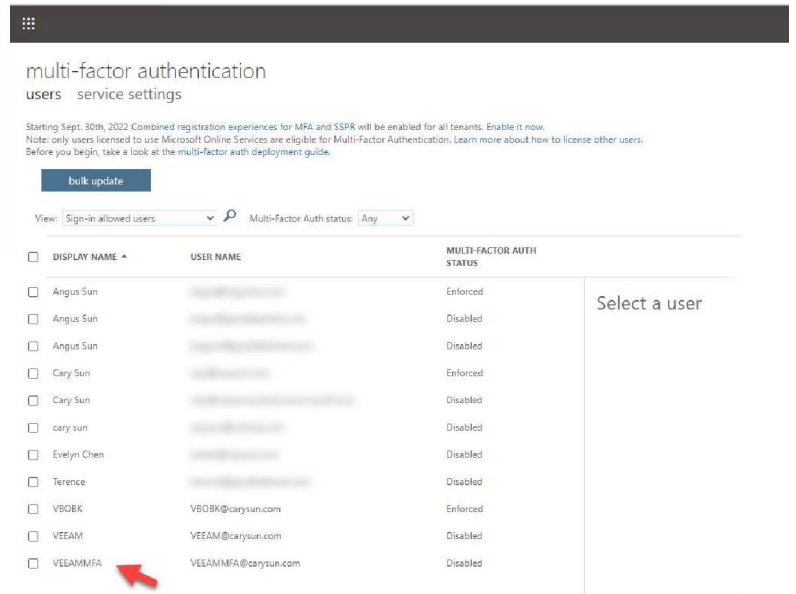 multi-factor authentication
users service settings
Starting Sept. 30th, 2022 Combined registration experiences for MFA and SSPR will be enabled for all tenants. Enable it now.
Note: only users licensed to use Microsoft Online Services are eligible for Multi-Factor Authentication. Learn more about how to license other users.
Before you begin, take a look at the multi-factor auth deployment guide.
bulk update
View: Sign-in allowed users Multi-Factor Auth status: Any
DISPLAY NAME USER NAME MULTI-FACTOR AUTH
STATUS
Angus Sun Enforced
Select a user
Angus Sun Disabled
Angus Sun Disabled
Cary Sun Enforced
Cary Sun Disabled
cary sun Disabled
Evelyn Chen Disabled
Terence Disabled
VBOBK VBOBK@carysun.com Enforced
VEEAM VEEAM@carysun.com Disabled
VEEAMMFA VEEAMMFA@carysun.com Disabled